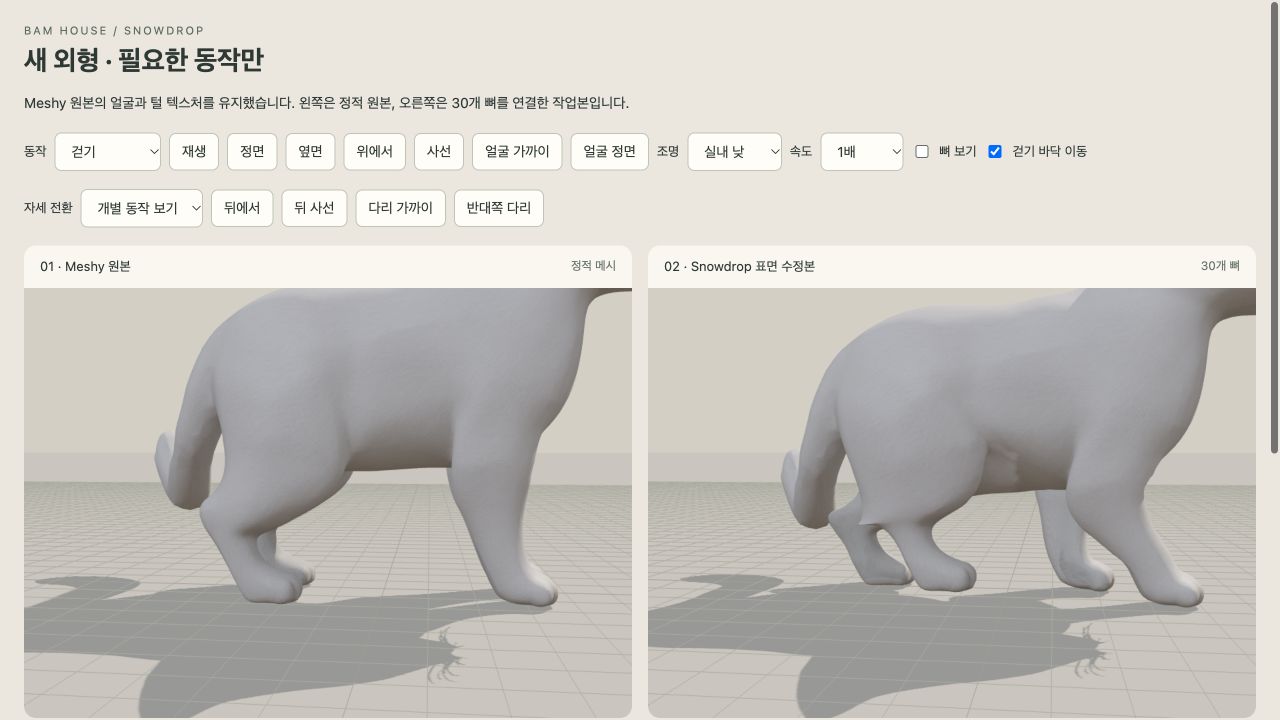 BAM HOUSE / SNOWDROP
새 외형 · 필요한 동작만
Meshy 원본의 얼굴과 털 텍스처를 유지했습니다. 왼쪽은 정적 원본, 오른쪽은 30개 뼈를 연결한 작업본입니다.
동작 걷기 재생 정면 옆면 위에서 사선 얼굴 가까이 얼굴 정면 조명 실내 낮 속도 1배 뼈 보기 걷기 바닥 이동
자세 전환 개별 동작 보기 뒤에서 뒤 사선 다리 가까이 반대쪽 다리
01 · Meshy 원본 정적 메시
02 · Snowdrop 표면 수정본 30개 뼈